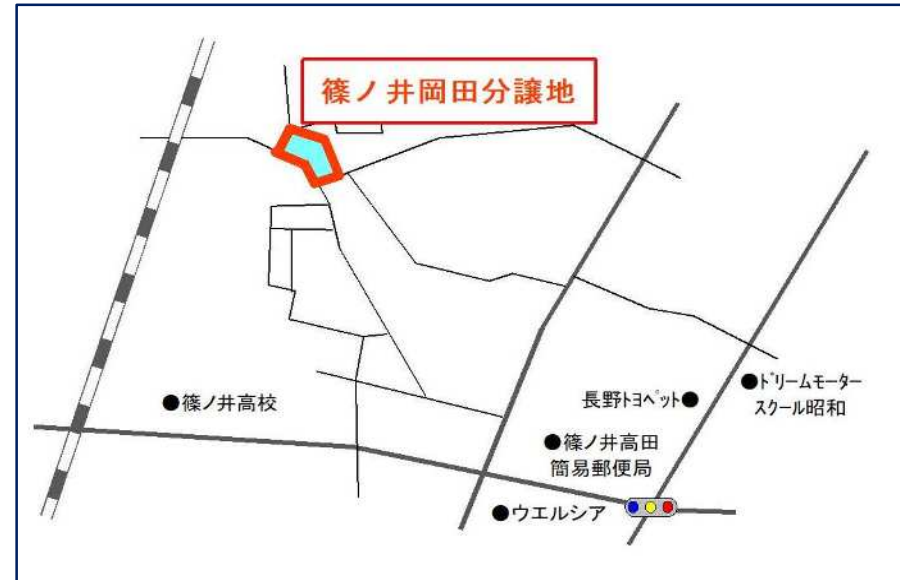 篠ノ井岡田分譲地
●篠ノ井高校
長野ﾄﾖﾍﾟｯﾄ●
●ﾄﾞﾘｰﾑﾓｰﾀｰ
ｽｸｰﾙ昭和
●篠ノ井高田
簡易郵便局
●ウエルシア